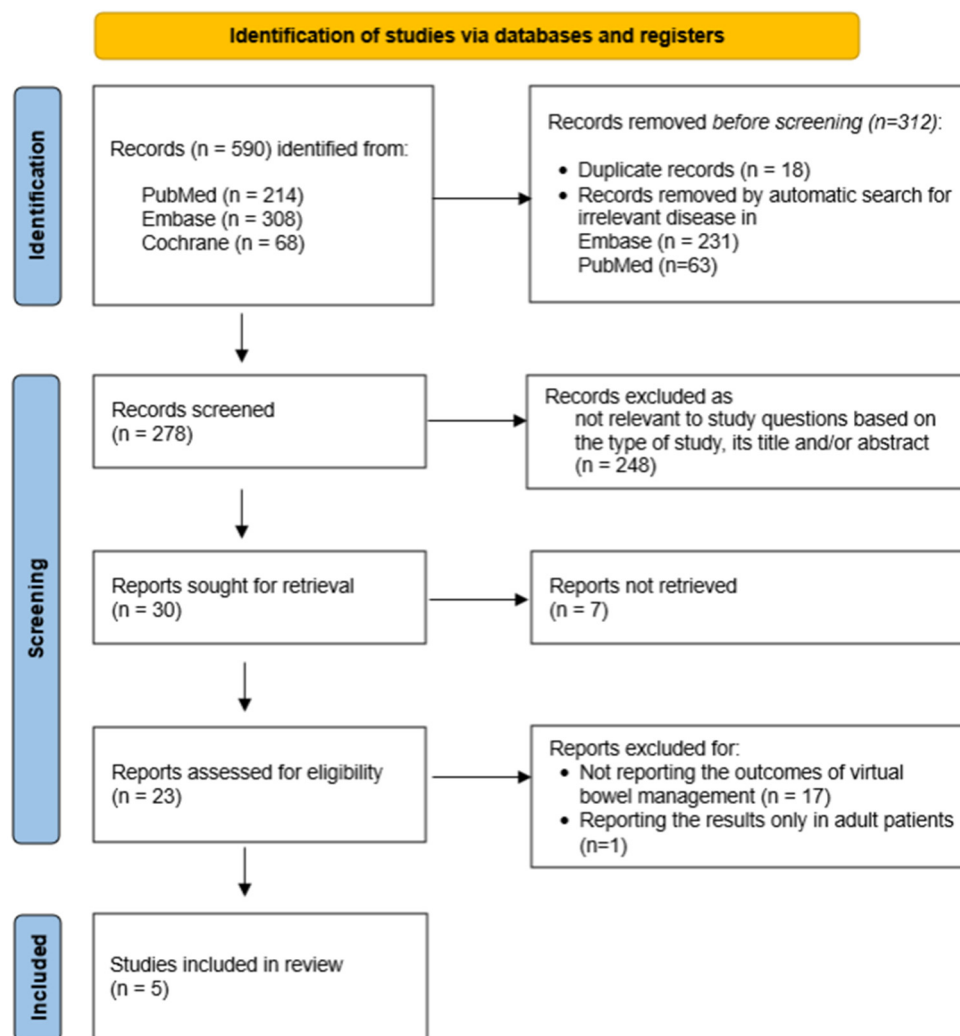 Identification of studies via databases and registers
Identification
Records (n = 590) identified from:
PubMed (n = 214)
Embase (n = 308)
Cochrane (n = 68)
Records removed before screening (n=312):
• Duplicate records (n = 18)
• Records removed by automatic search for
irrelevant disease in
Embase (n = 231)
PubMed (n=63)
Screening
Records screened
(n = 278)
Records excluded as
not relevant to study questions based on
the type of study, its title and/or abstract
(n = 248)
Reports sought for retrieval
(n = 30)
Reports not retrieved
(n = 7)
Reports assessed for eligibility
(n = 23)
Reports excluded for:
• Not reporting the outcomes of virtual
bowel management (n = 17)
• Reporting the results only in adult patients
(n=1)
Included
Studies included in review
(n = 5)